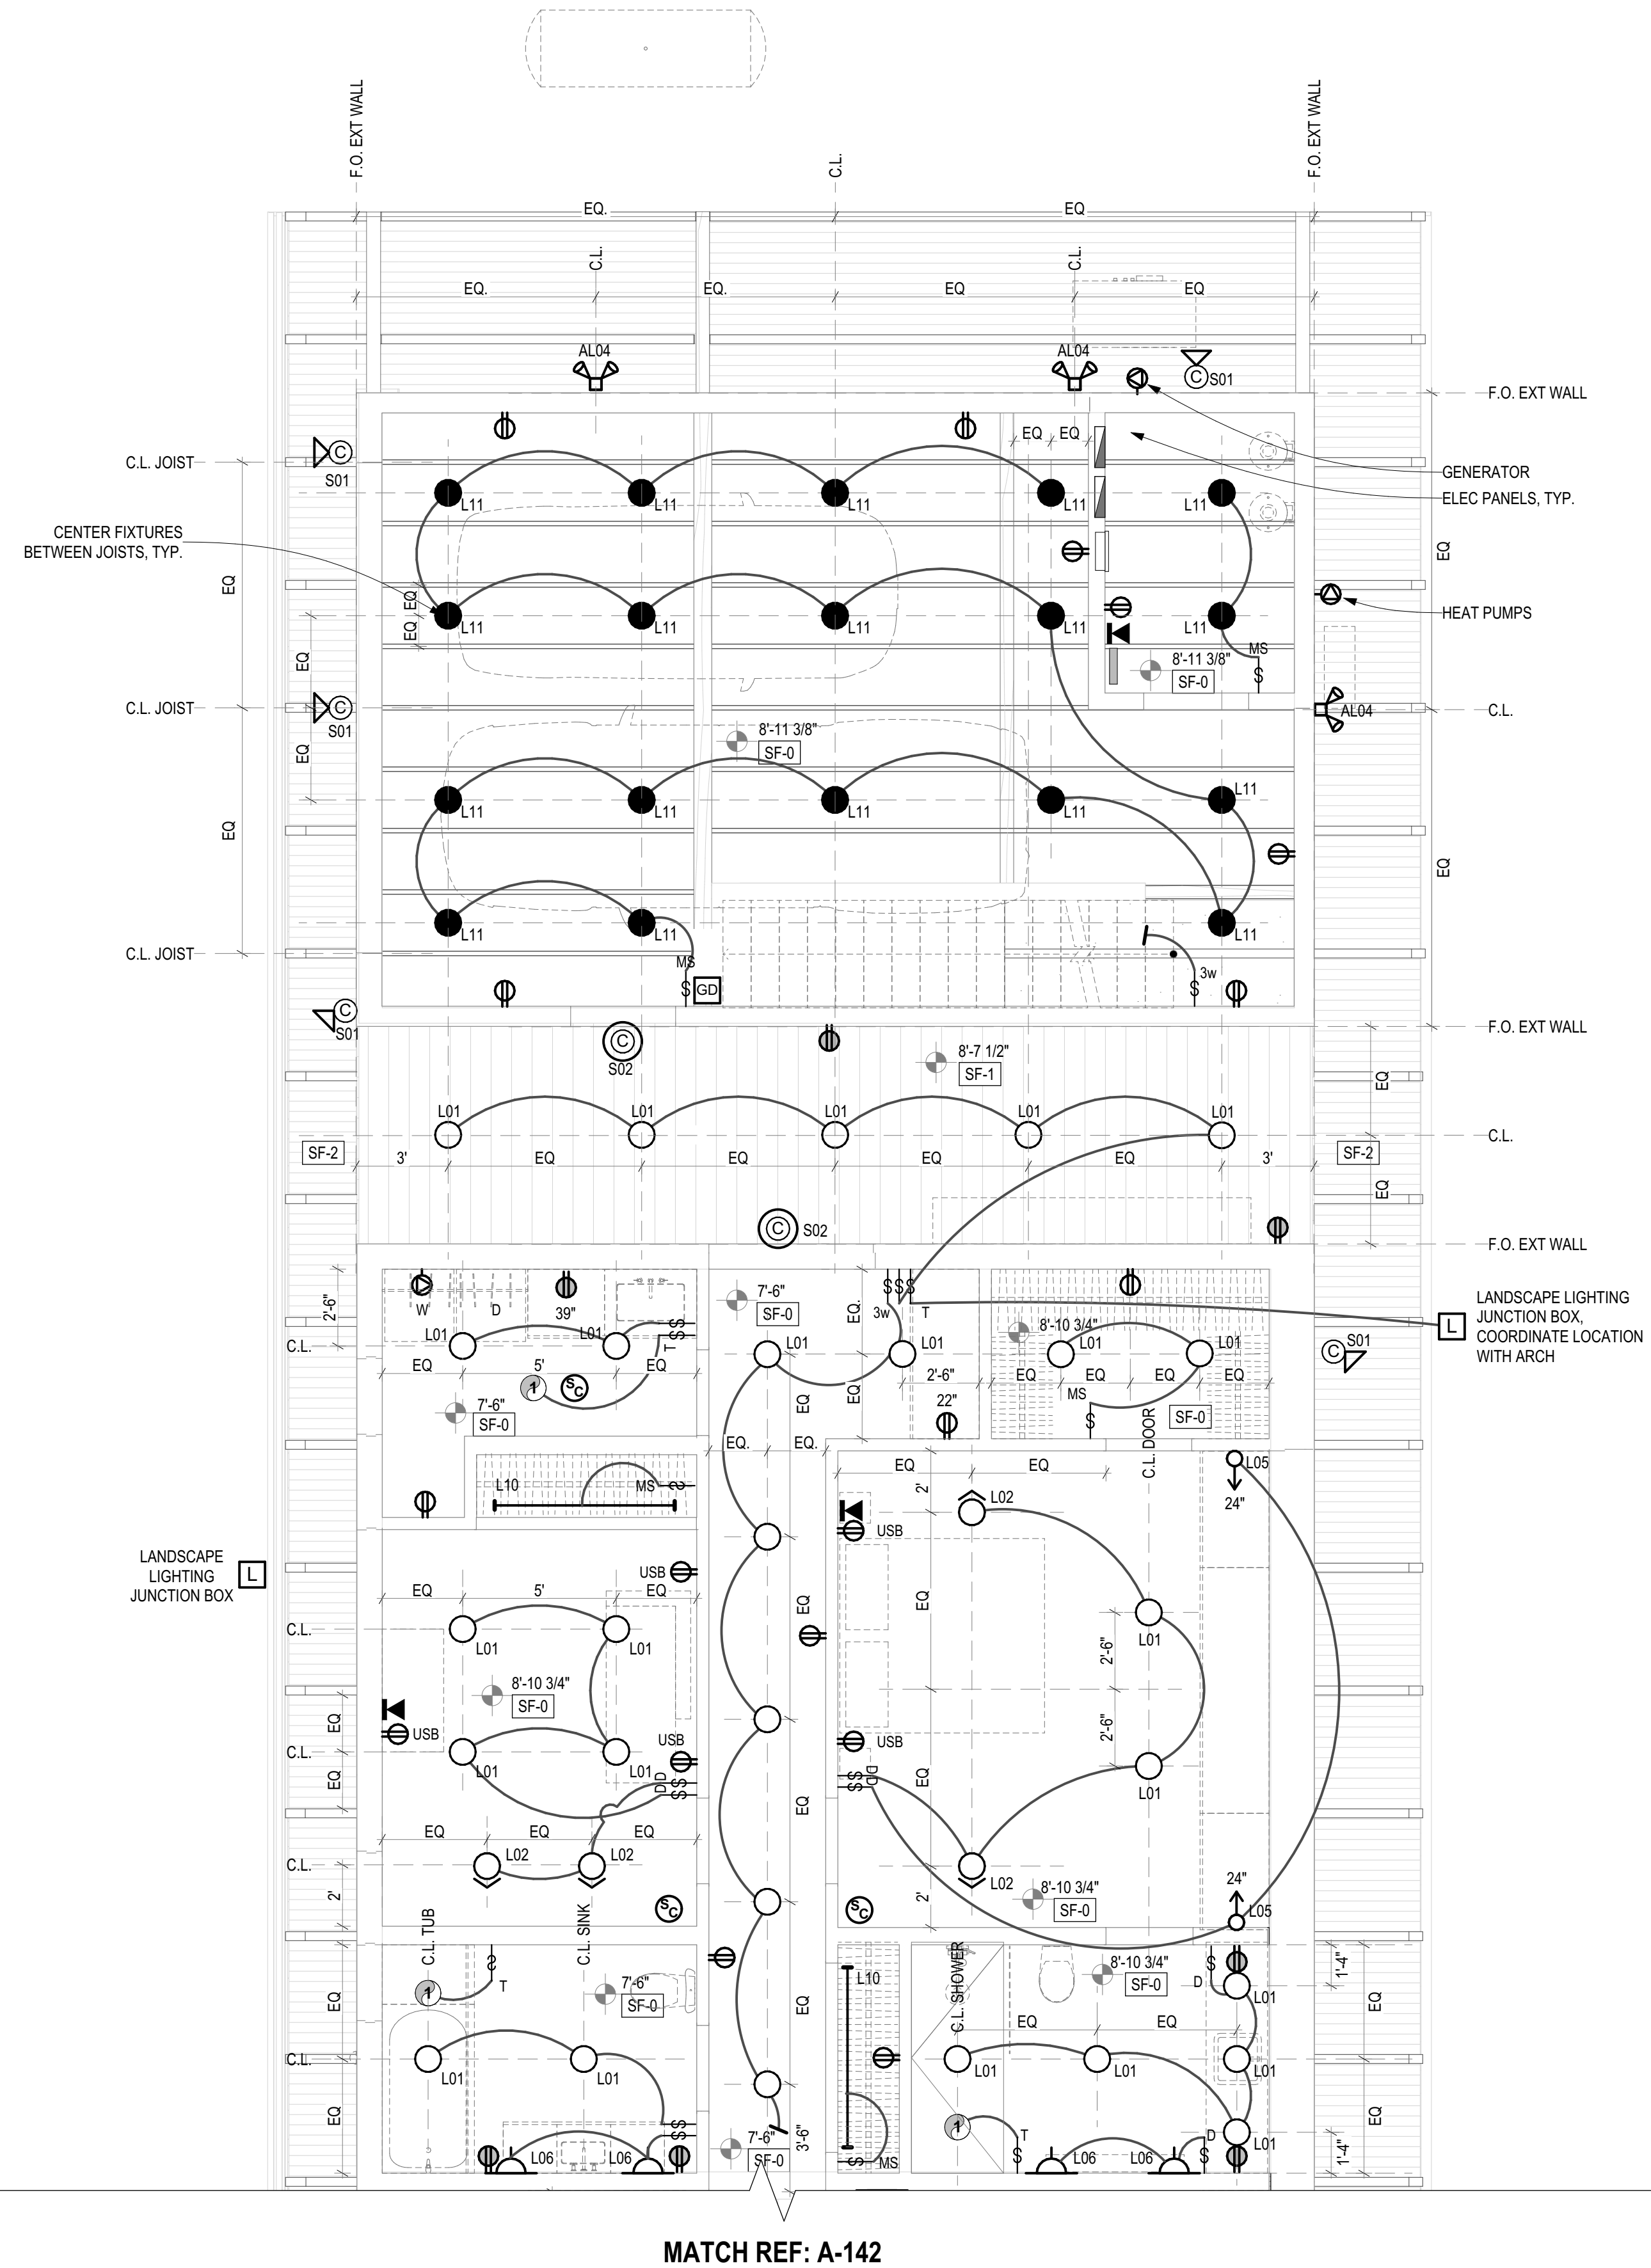 F.O. EXT WALL
C.L.
F.O. EXT WALL
EQ.
EQ
C.L.
C.L.
EQ.
EQ.
EQ
EQ
AL04
AL04
C S01
F.O. EXT WALL
C.L. JOIST
C
S01
EQ EQ
GENERATOR
ELEC PANELS, TYP.
L11
L11
L11
L11
L11
CENTER FIXTURES
BETWEEN JOISTS, TYP.
EQ
EQ
EQ
EQ
HEAT PUMPS
L11
L11
L11
L11
L11
EQ
MS
S
8'-11 3/8"
SF-0
C.L. JOIST
C
S01
AL04
C.L.
8'-11 3/8"
SF-0
EQ
L11
L11
L11
L11
L11
EQ
EQ
L11
L11
L11
C.L. JOIST
MS
S
GD
3w
S
C
S01
C
S02
F.O. EXT WALL
8'-7 1/2"
SF-1
EQ
L01
L01
L01
L01
L01
C.L.
SF-2
3'
EQ
EQ
EQ
EQ
3'
SF-2
EQ
C S02
F.O. EXT WALL
2'-6"
W
D
39"
7'-6"
SF-0
EQ.
SSS
3w
T
L
LANDSCAPE LIGHTING
JUNCTION BOX,
COORDINATE LOCATION
WITH ARCH
C.L.
L01
L01
S
S
T
L01
L01
8'-10 3/4"
L01
L01
C
S01
EQ
5'
EQ
1
SC
EQ
EQ
2'-6"
EQ
EQ
EQ
EQ
MS
S
22"
SF-0
7'-6"
SF-0
C.L. DOOR
EQ.
EQ.
EQ
EQ
L10
MS
S
2'
L02
L05
24"
USB
LANDSCAPE
LIGHTING
JUNCTION BOX
L
USB
EQ
5'
EQ
EQ
EQ
C.L.
L01
L01
L01
2'-6"
8'-10 3/4"
SF-0
EQ
USB
USB
USB
2'-6"
C.L.
L01
L01
L01
D
D
S
S
D
D
S
S
EQ
EQ
EQ
EQ
EQ
EQ
EQ
C.L.
L02
L02
L02
2'
2'
8'-10 3/4"
SF-0
24"
L05
SC
SC
C.L. TUB
C.L. SINK
S
T
1
7'-6"
SF-0
L10
C.L. SHOWER
8'-10 3/4"
SF-0
S
D
L01
1'-4"
EQ
EQ
EQ
EQ
EQ
C.L.
L01
L01
L01
L01
L01
EQ
S
S
1
T
S
D
S
L01
1'-4"
EQ
L06
L06
7'-6"
SF-0
3'-6"
S
MS
L06
L06
MATCH REF: A-142